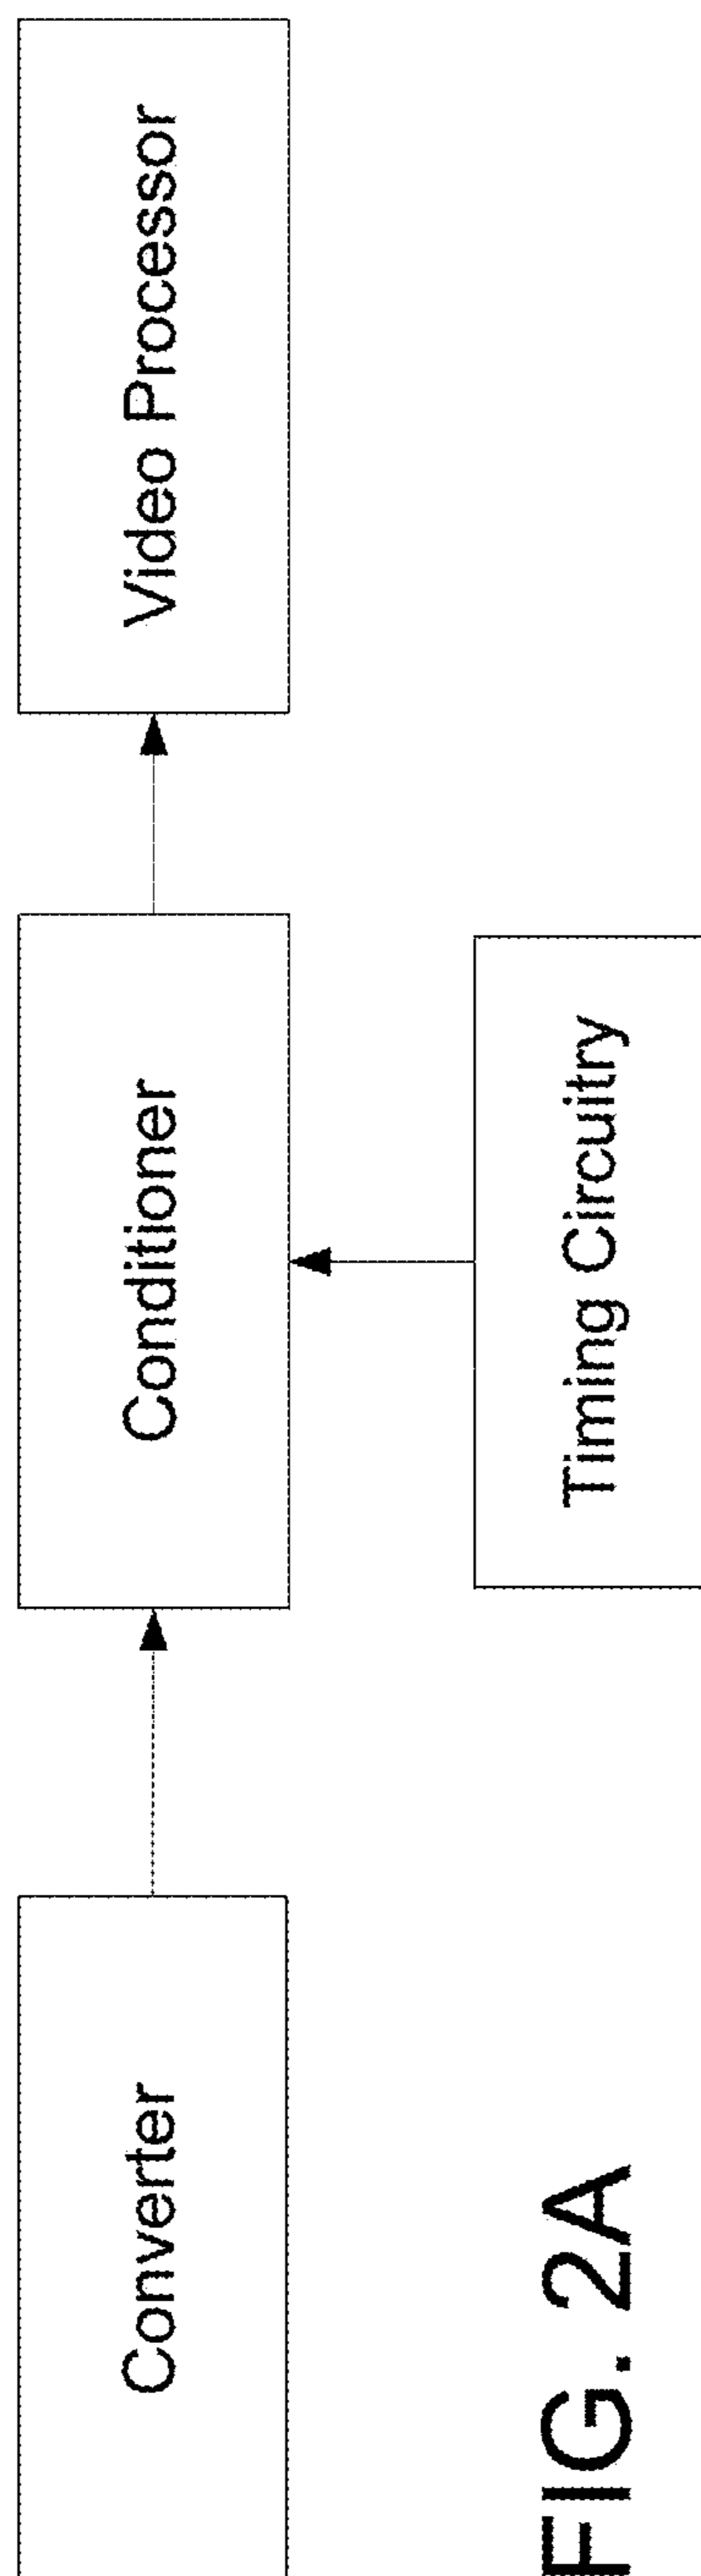 Converter
Conditioner
Video Processor
Timing Circuitry
FIG. 2A